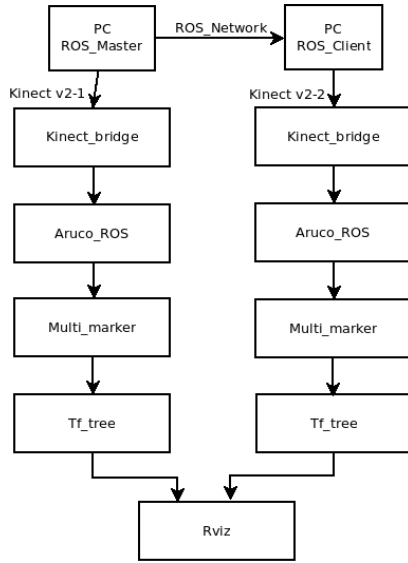 PC
ROS_Master
ROS_Network
PC
ROS_Client
Kinect v2-1
Kinect v2-2
Kinect_bridge
Kinect_bridge
Aruco_ROS
Aruco_ROS
Multi_marker
Multi_marker
Tf_tree
Tf_tree
Rviz